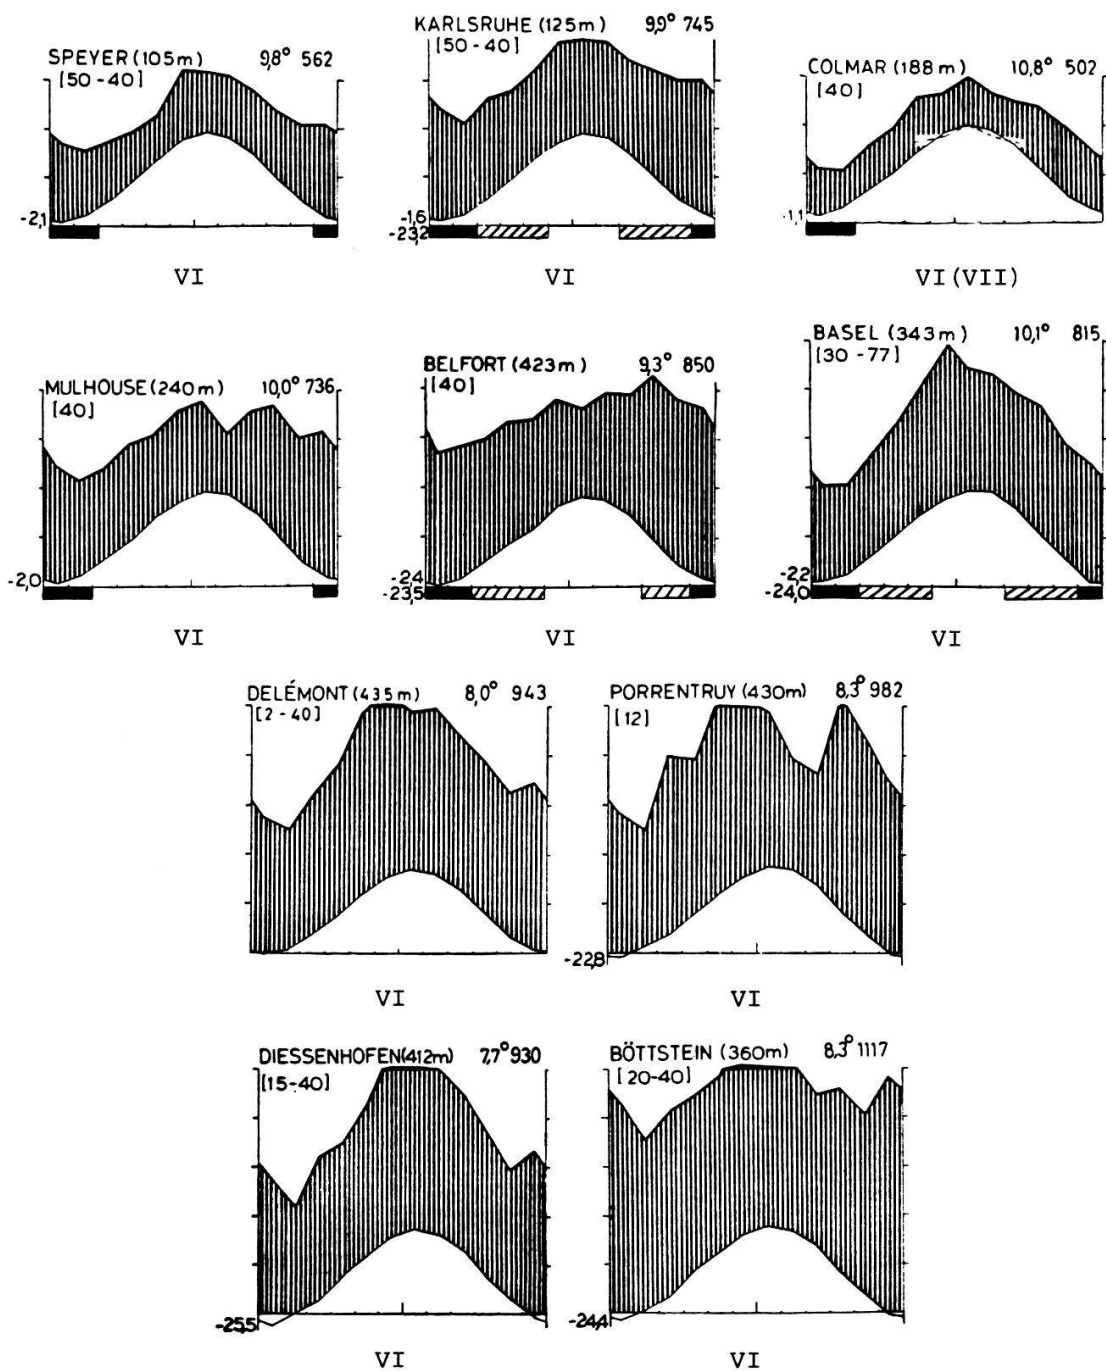 SPEYER (105m) 9,8° 562
[50-40]
-2,1
VI
KARLSRUHE (125m) 9,9° 745
[50-40]
-1,6
-23,2
VI
COLMAR (188 m) 10,8° 502
[40]
-1,1
VI (VII)
MULHOUSE (240m) 10,0° 736
[40]
-2,0
VI
BELFORT (423m) 9,3° 850
[40]
-2,4
-23,5
VI
BASEL (343m) 10,1° 815
[30-77]
-2,2
-24,0
VI
DELÉMONT (435m) 8,0° 943
[2-40]
VI
PORRENTRUY (430m) 8,3° 982
[12]
-22,8
VI
DIESSENHOFEN (412m) 7,7° 930
[15-40]
-25,5
VI
BÖTTSTEIN (360m) 8,3° 1117
[20-40]
-24,4
VI